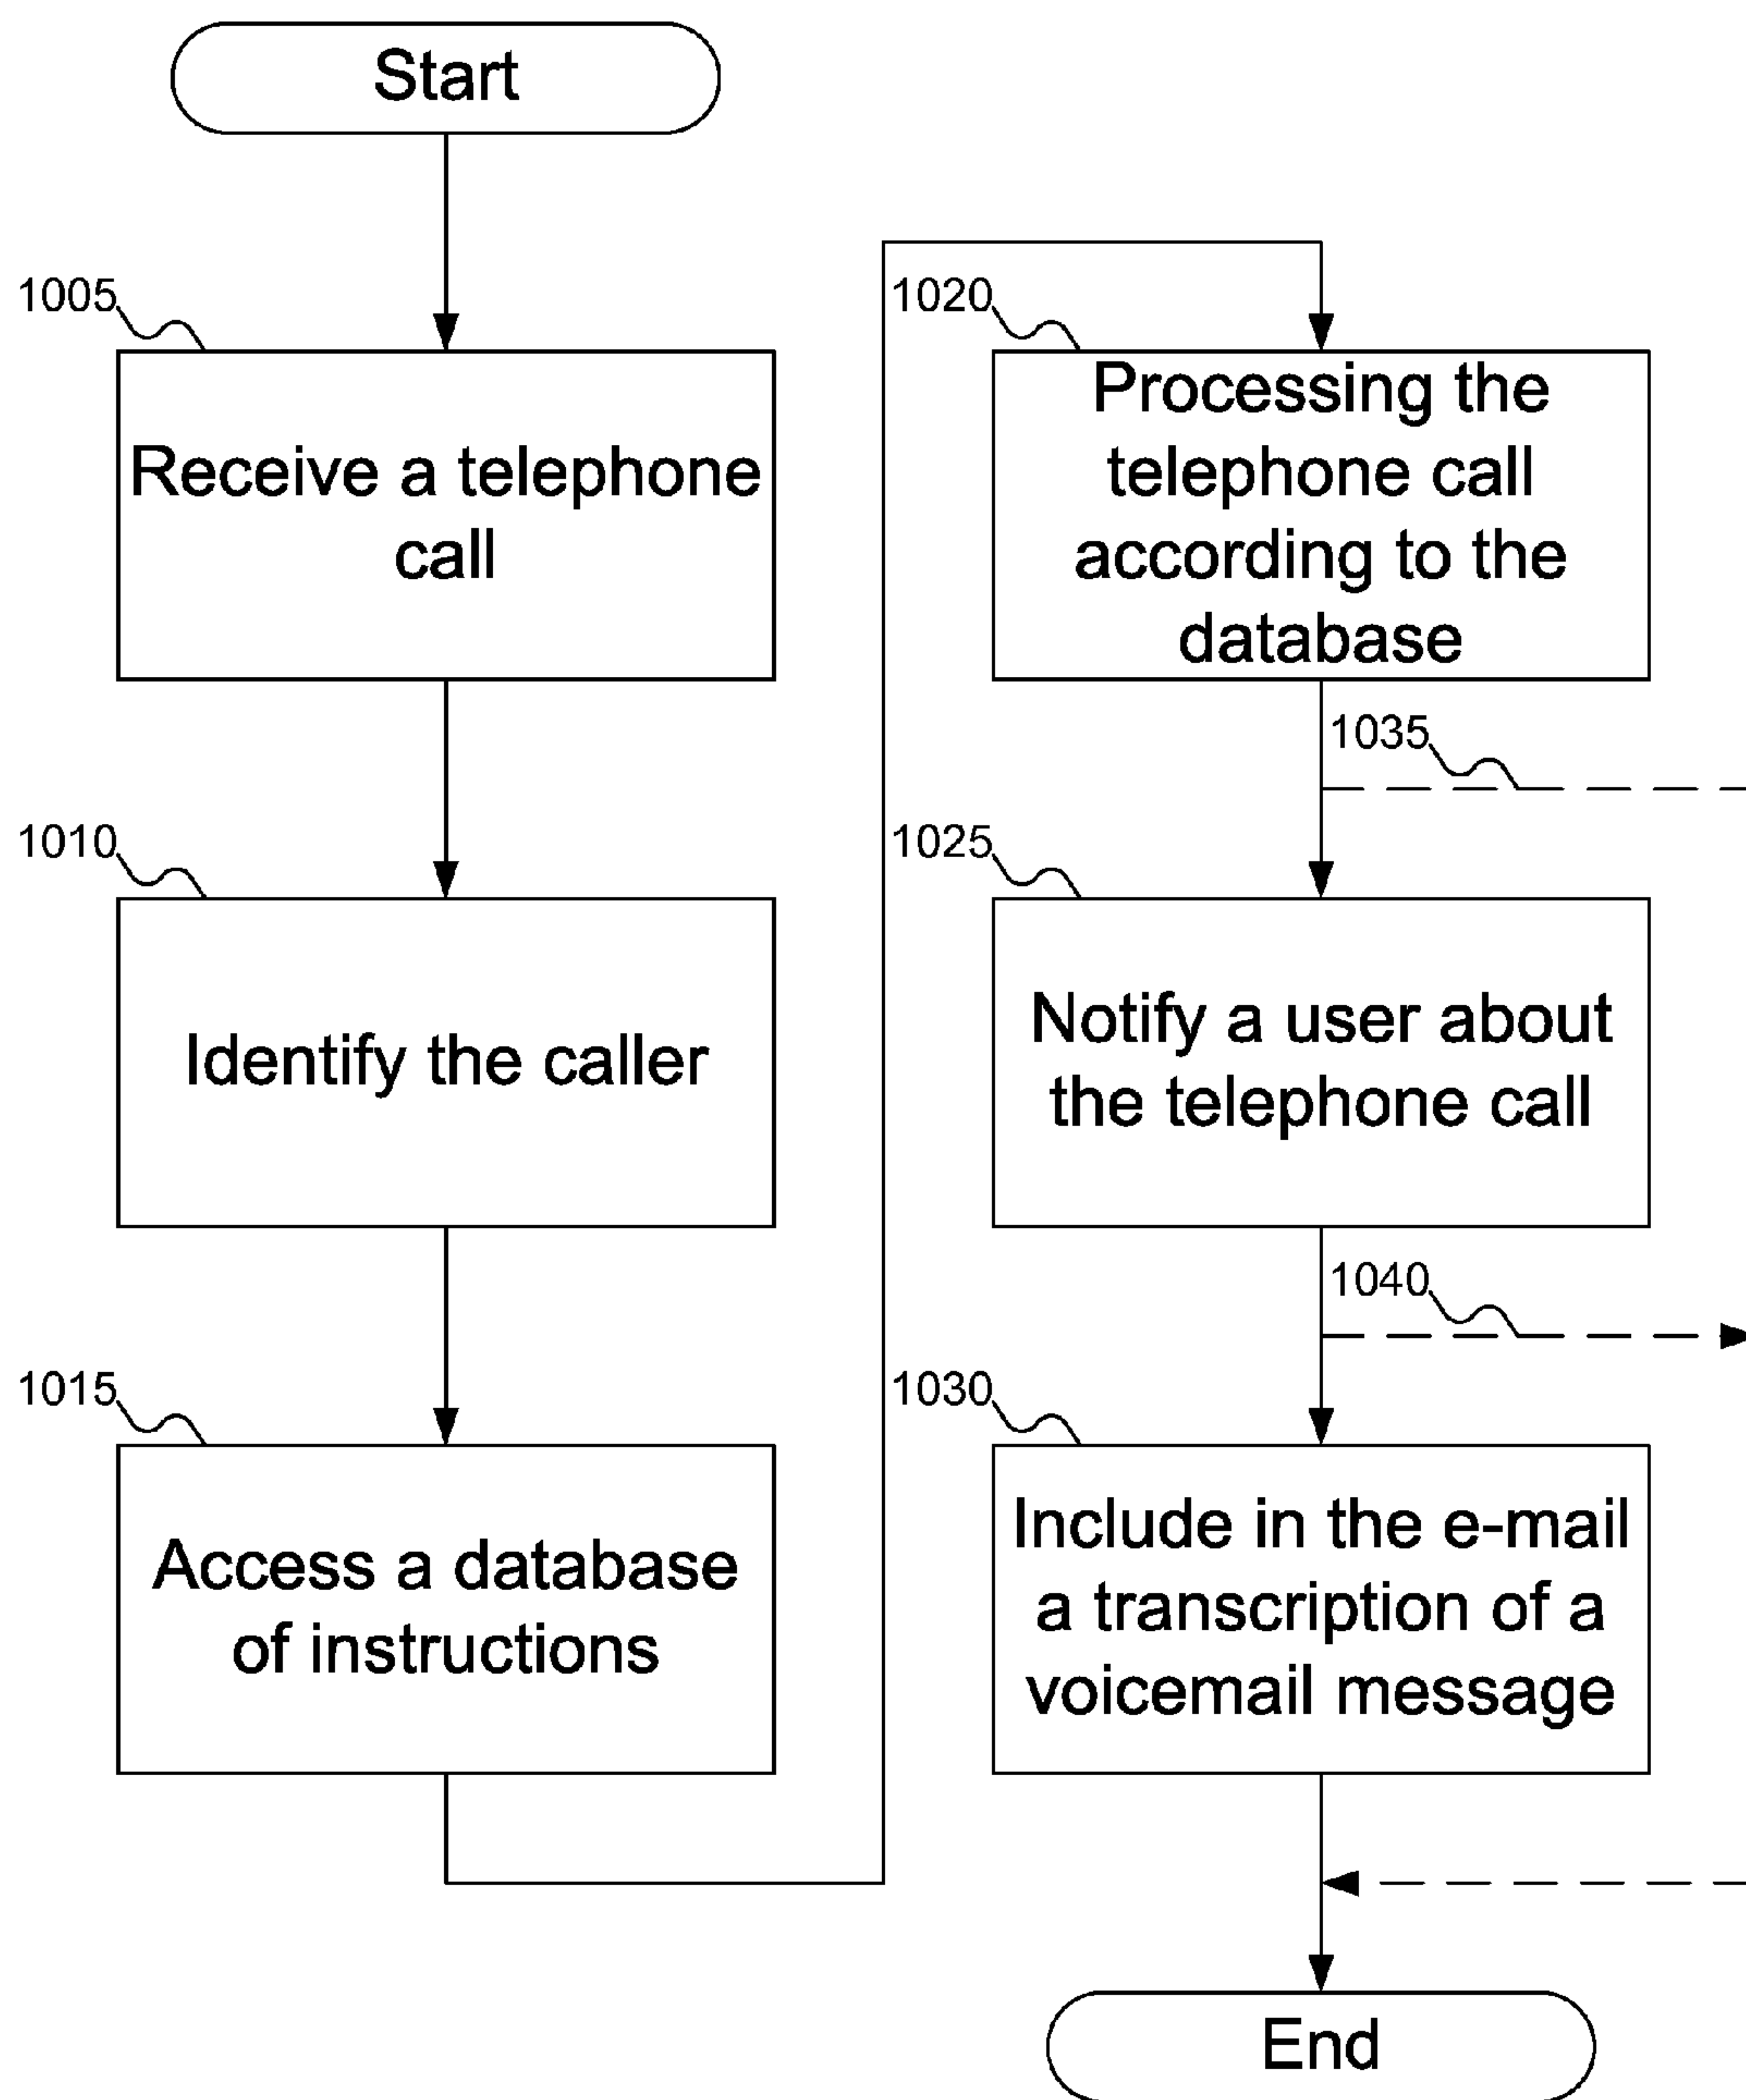 Start
1005
Receive a telephone
call
1010
Identify the caller
1015
Access a database
of instructions
1020
Processing the
telephone call
according to the
database
1035
1025
Notify a user about
the telephone call
1040
1030
Include in the e-mail
a transcription of a
voicemail message
End